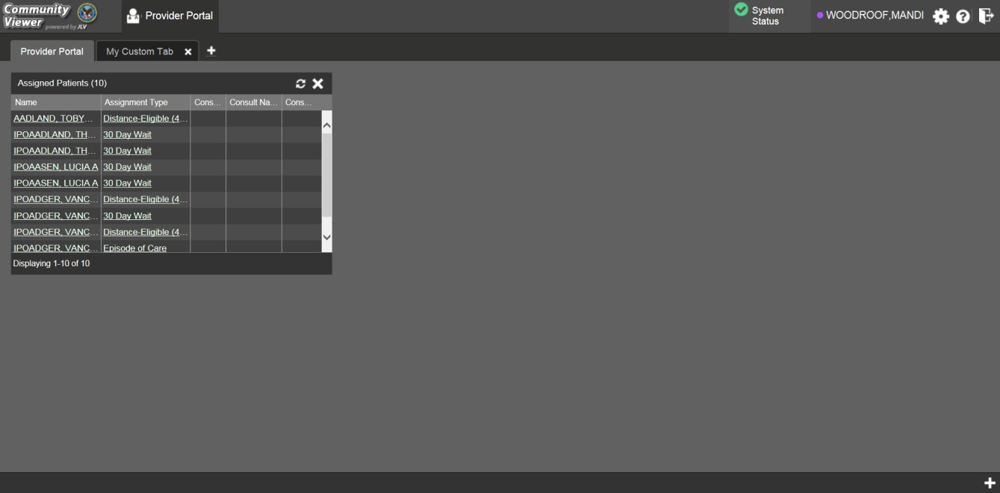 Community
Viewer powered by JLV
Provider Portal
System
Status
WOODROOF,MANDI
Provider Portal
My Custom Tab
Assigned Patients (10)
Name Assignment Type Cons... Consult Na... Cons...
AADLAND, TOBY... Distance-Eligible (4...
IPOAADLAND, TH... 30 Day Wait
IPOAADLAND, TH... 30 Day Wait
IPOAASEN, LUCIA A 30 Day Wait
IPOAASEN, LUCIA A 30 Day Wait
IPOADGER, VANC... Distance-Eligible (4...
IPOADGER, VANC... 30 Day Wait
IPOADGER, VANC... Distance-Eligible (4...
IPOADGER, VANC... Episode of Care
Displaying 1-10 of 10